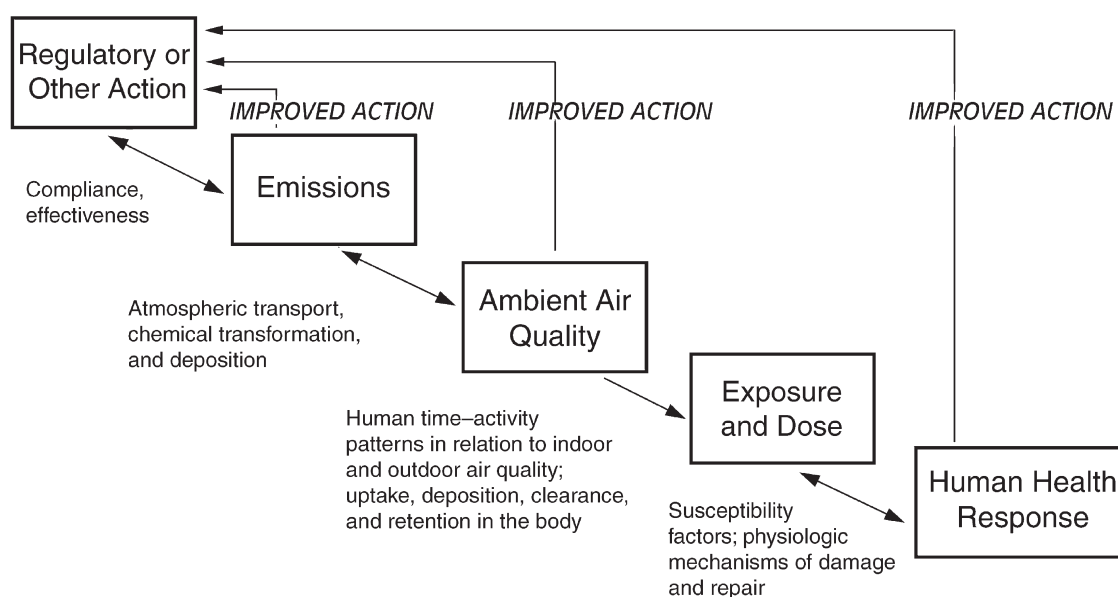 Regulatory or
Other Action
IMPROVED ACTION
IMPROVED ACTION
IMPROVED ACTION
Compliance,
effectiveness
Emissions
Atmospheric transport,
chemical transformation,
and deposition
Ambient Air
Quality
Human time–activity
patterns in relation to indoor
and outdoor air quality;
uptake, deposition, clearance,
and retention in the body
Exposure
and Dose
Susceptibility
factors; physiologic
mechanisms of damage
and repair
Human Health
Response